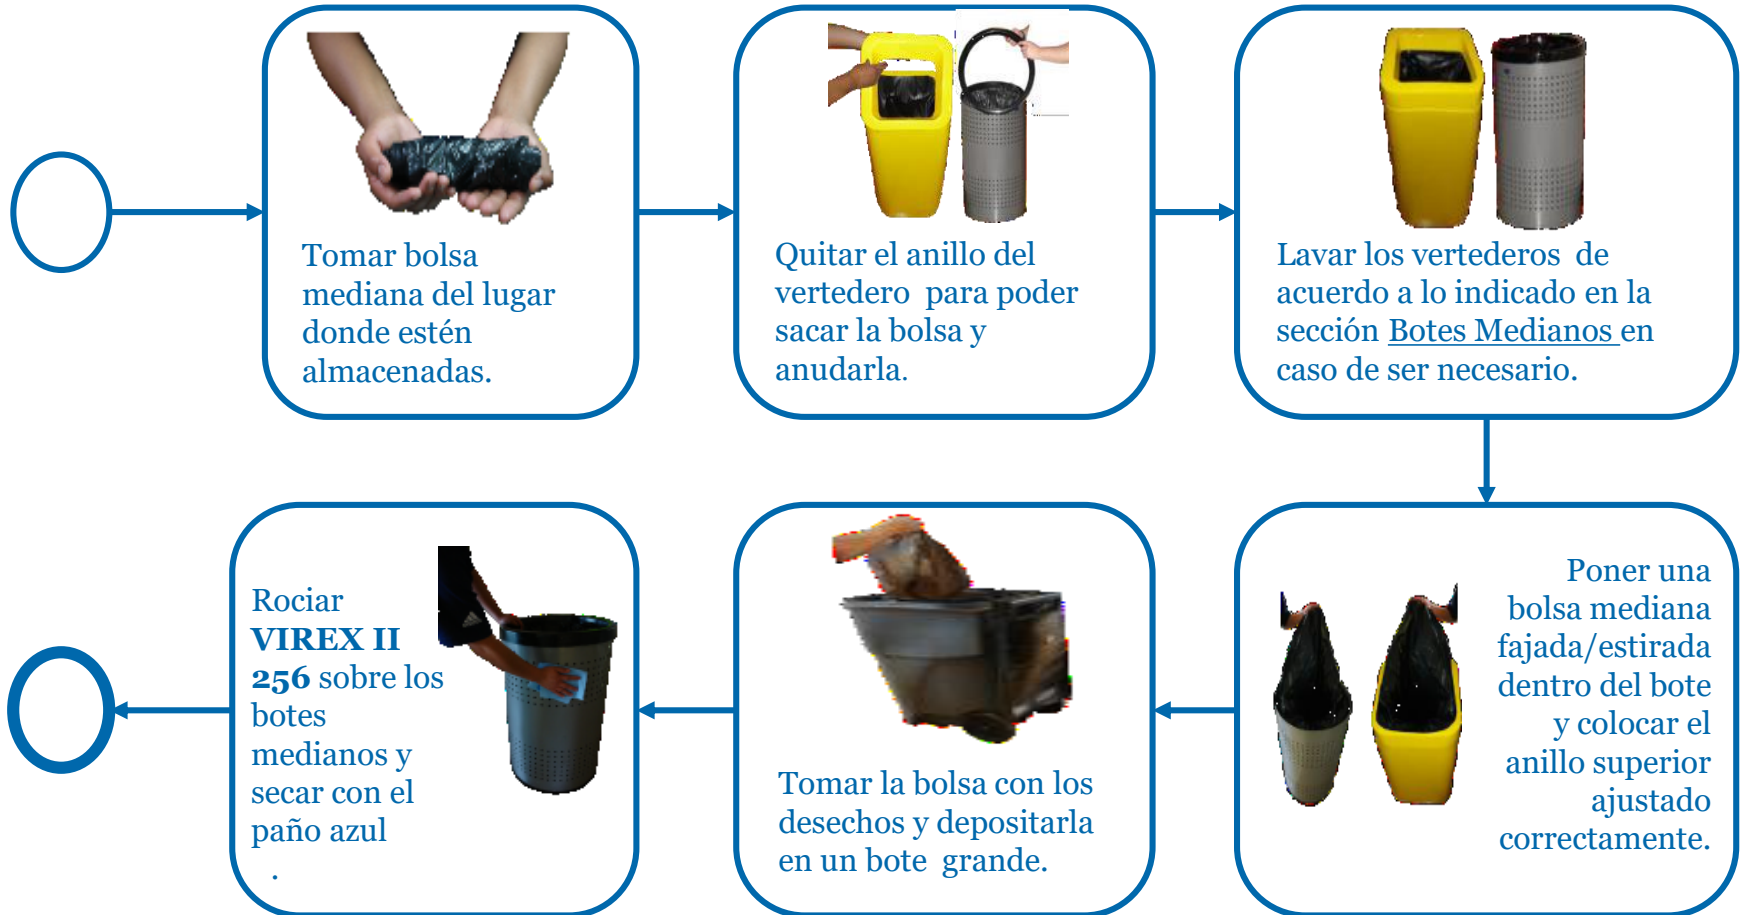 Tomar bolsa
mediana del lugar
donde estén
almacenadas.
Quitar el anillo del
vertedero para poder
sacar la bolsa y
anudarla.
Lavar los vertederos de
acuerdo a lo indicado en la
sección Botes Medianos en
caso de ser necesario.
Poner una
bolsa mediana
fajada/estirada
dentro del bote
y colocar el
anillo superior
ajustado
correctamente.
Tomar la bolsa con los
desechos y depositarla
en un bote grande.
Rociar
VIREX II
256 sobre los
botes
medianos y
secar con el
paño azul
.